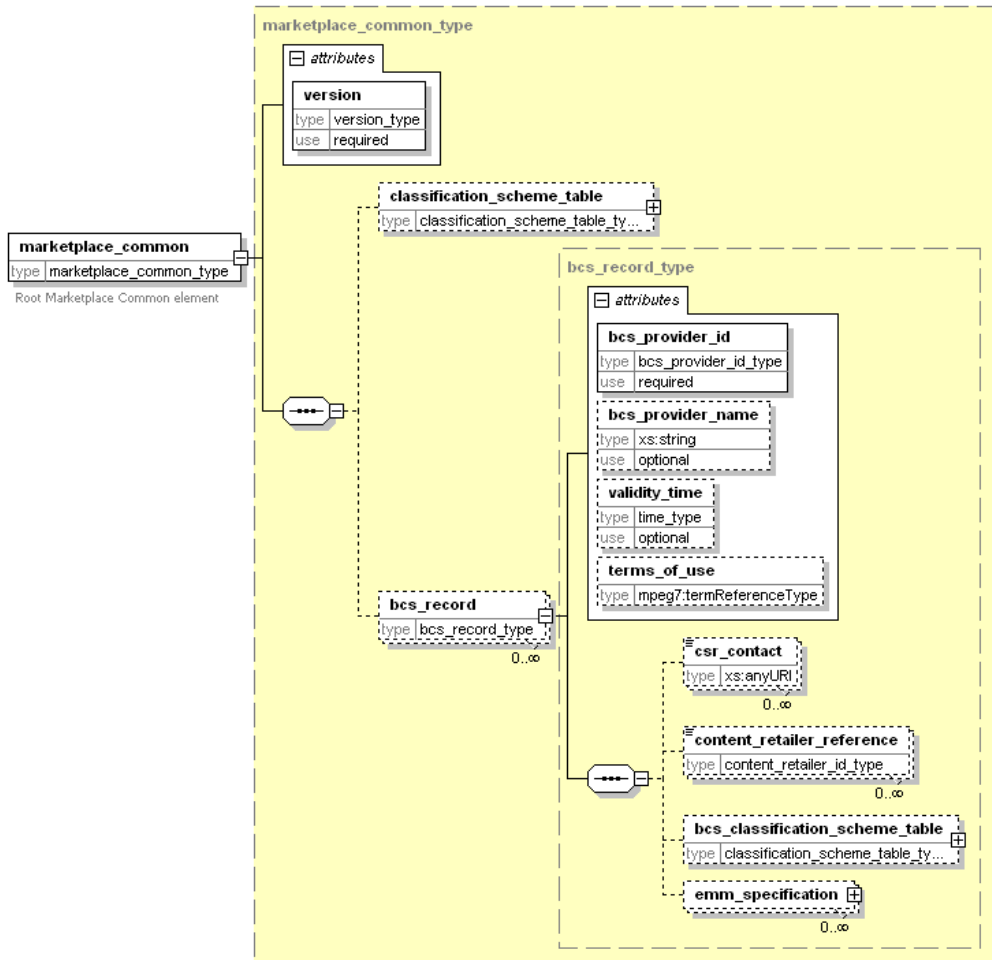 marketplace_common_type
attributes
version
type version_type
use required
classification_scheme_table
type classification_scheme_table_ty...
marketplace_common
type marketplace_common_type
Root Marketplace Common element
bcs_record_type
attributes
bcs_provider_id
type bcs_provider_id_type
use required
bcs_provider_name
type xs:string
use optional
validity_time
type time_type
use optional
terms_of_use
type mpeg7:termReferenceType
bcs_record
type bcs_record_type
0..∞
csr_contact
type xs:anyURI
0..∞
content_retailer_reference
type content_retailer_id_type
0..∞
bcs_classification_scheme_table
type classification_scheme_table_ty...
emm_specification
0..∞